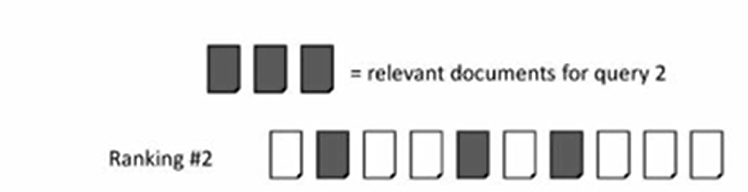 = relevant documents for query 2
Ranking #2